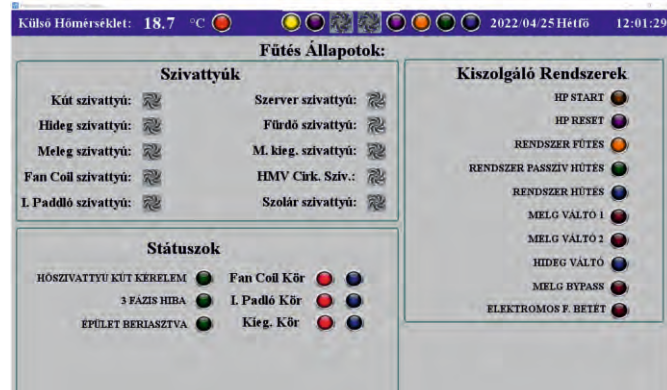 Külső Hőmérséklet: 18.7 °C 2022/04/25 Hétfő 12:01:29
Fűtés Állapotok:
Szivattyúk
Kút szivattyú: Szerver szivattyú:
Hideg szivattyú: Fürdő szivattyú:
Meleg szivattyú: M. kieg. szivattyú:
Fan Coil szivattyú: HMV Cirk. Sziv.:
I. Paddló szivattyú: Szolár szivattyú:
Kiszolgáló Rendszerek
HP START
HP RESET
RENDSZER FŰTÉS
RENDSZER PASSZÍV HŰTÉS
RENDSZER HŰTÉS
MELG VÁLTÓ 1
MELG VÁLTÓ 2
HIDEG VÁLTÓ
MELG BYPASS
ELEKTROMOS F. BETÉT
Státuszok
HŐSZIVATTYÚ KÚT KÉRELEM Fan Coil Kör
3 FÁZIS HIBA I. Padló Kör
ÉPÜLET BERIASZTVA Kieg. Kör